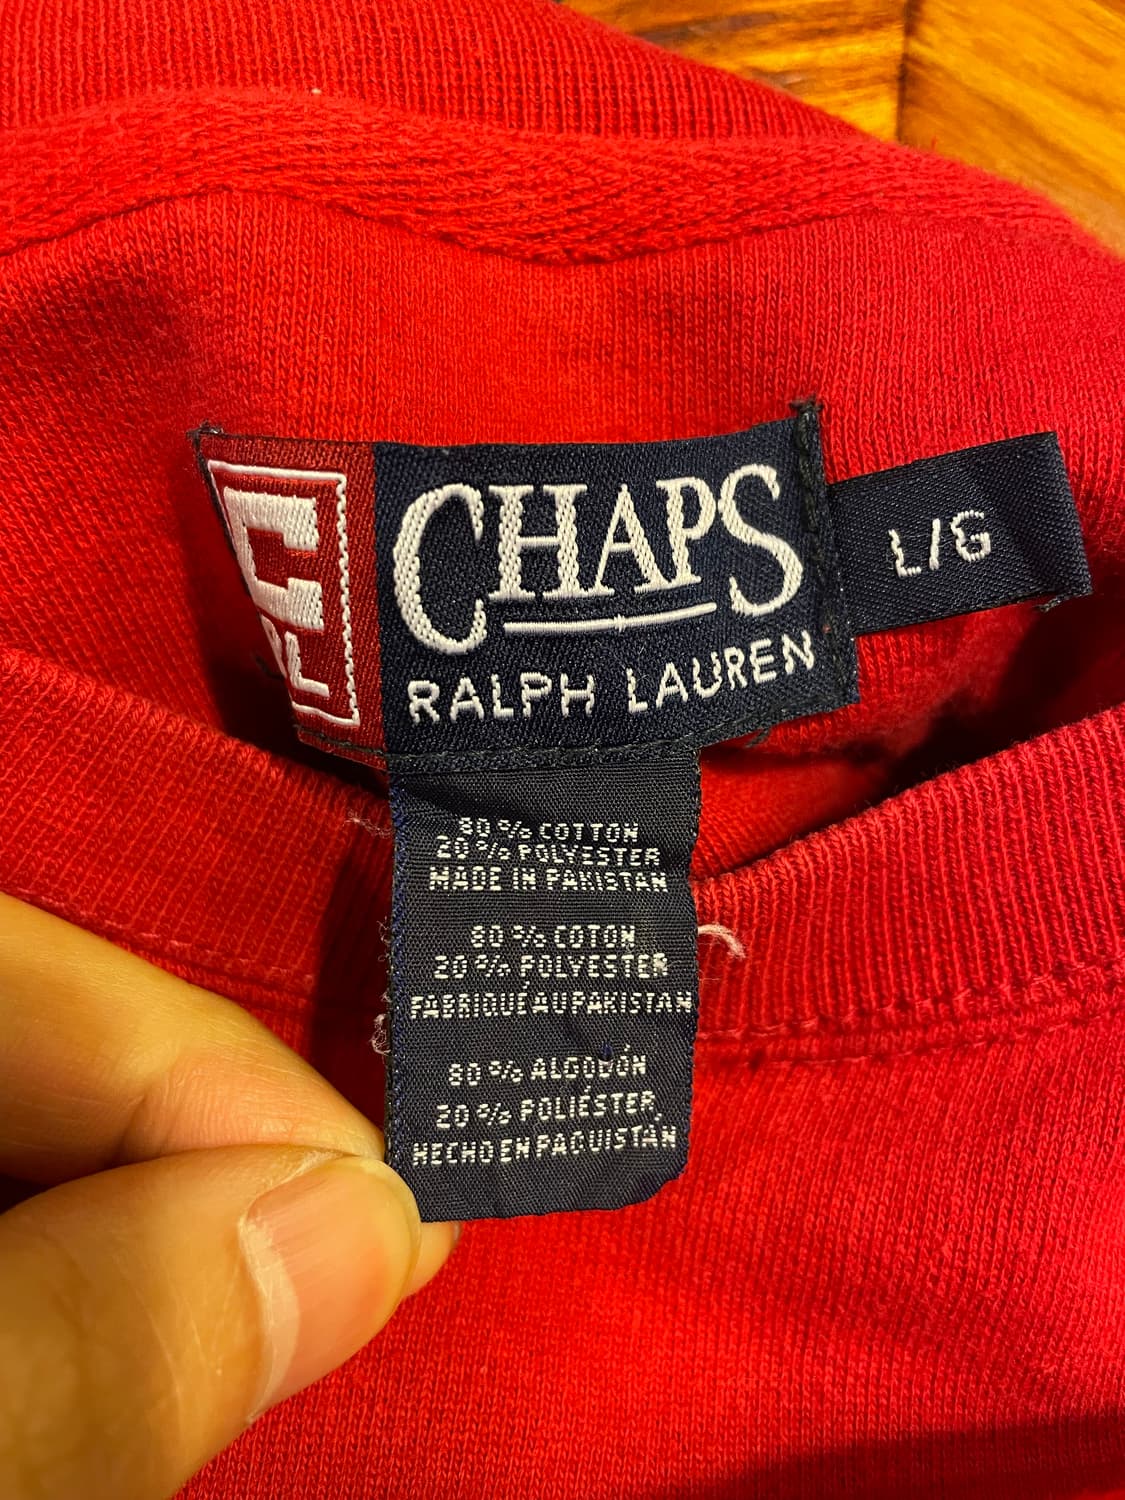 C
RL
CHAPS
RALPH LAUREN
L/G
80 % COTTON
20 % POLYESTER
MADE IN PAKISTAN
80 % COTON
20 % POLYESTER
FABRIQUÉ AU PAKISTAN
80 % ALGODÓN
20 % POLIÉSTER,
HECHO EN PAQUISTÁN